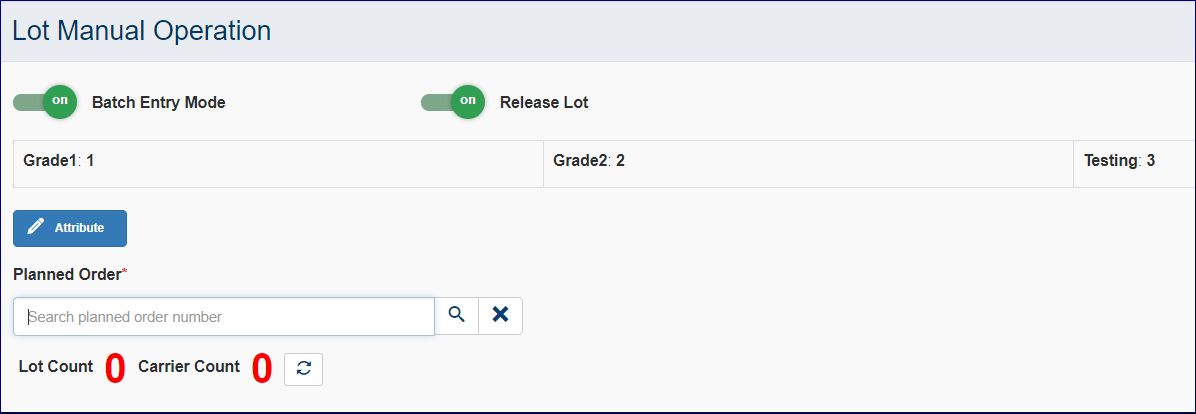 Lot Manual Operation
on Batch Entry Mode on Release Lot
Grade1: 1 Grade2: 2 Testing: 3
Attribute
Planned Order*
Search planned order number
Lot Count 0 Carrier Count 0